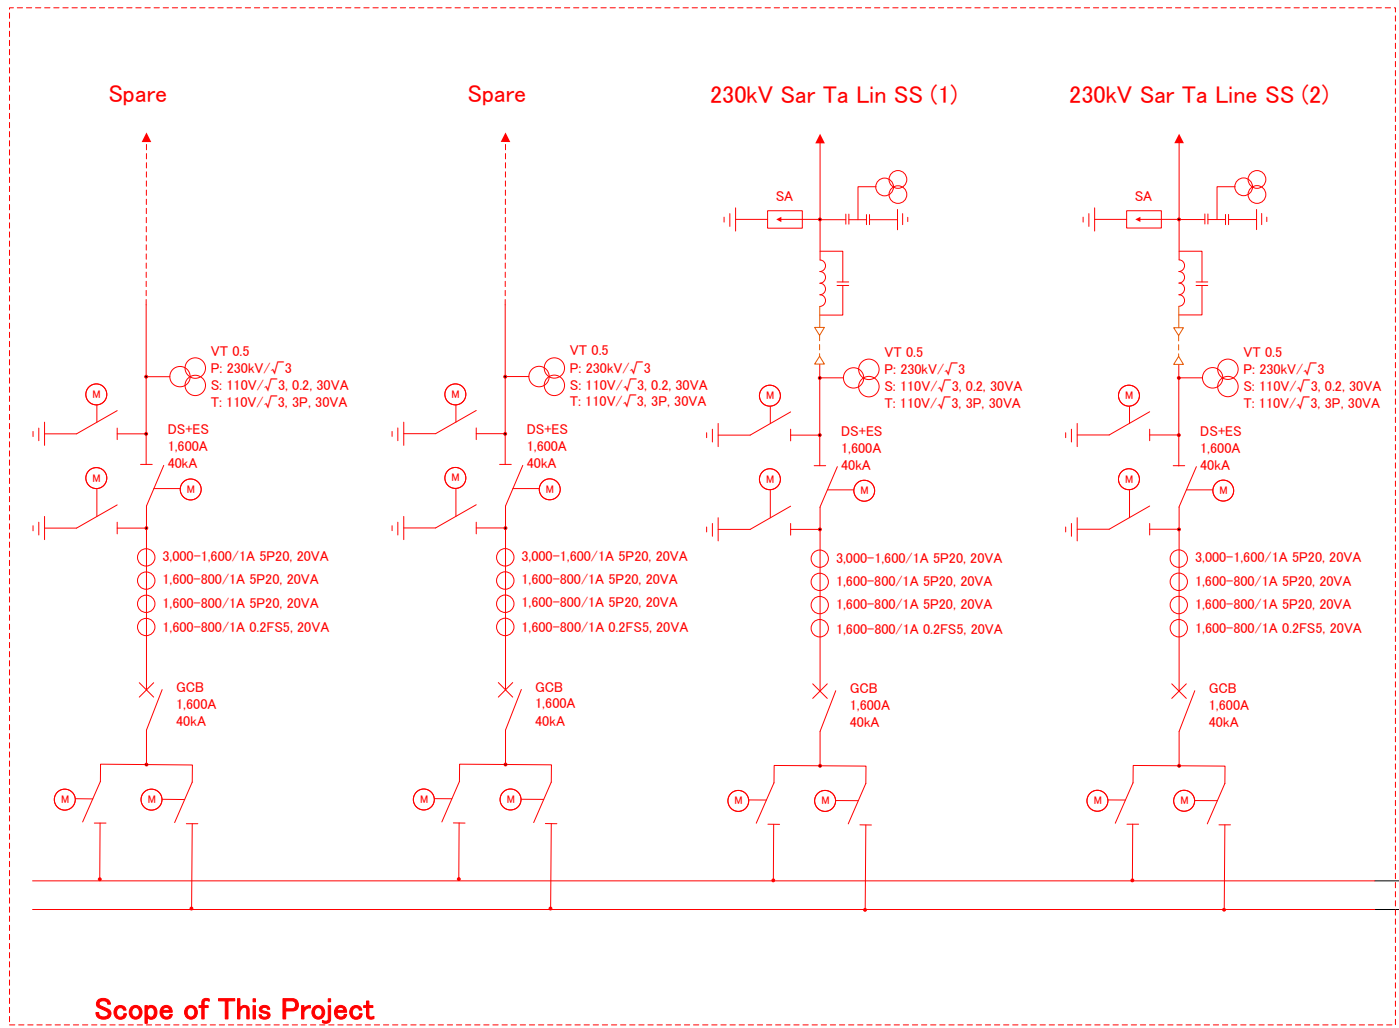 Spare
Spare
230kV Sar Ta Lin SS (1)
230kV Sar Ta Line SS (2)
SA
SA
VT 0.5
P: 230kV/√3
S: 110V/√3, 0.2, 30VA
T: 110V/√3, 3P, 30VA
M
DS+ES
1,600A
40kA
M
M
3,000-1,600/1A 5P20, 20VA
1,600-800/1A 5P20, 20VA
1,600-800/1A 5P20, 20VA
1,600-800/1A 0.2FS5, 20VA
GCB
1,600A
40kA
M
M
VT 0.5
P: 230kV/√3
S: 110V/√3, 0.2, 30VA
T: 110V/√3, 3P, 30VA
M
DS+ES
1,600A
40kA
M
M
3,000-1,600/1A 5P20, 20VA
1,600-800/1A 5P20, 20VA
1,600-800/1A 5P20, 20VA
1,600-800/1A 0.2FS5, 20VA
GCB
1,600A
40kA
M
M
VT 0.5
P: 230kV/√3
S: 110V/√3, 0.2, 30VA
T: 110V/√3, 3P, 30VA
M
DS+ES
1,600A
40kA
M
M
3,000-1,600/1A 5P20, 20VA
1,600-800/1A 5P20, 20VA
1,600-800/1A 5P20, 20VA
1,600-800/1A 0.2FS5, 20VA
GCB
1,600A
40kA
M
M
VT 0.5
P: 230kV/√3
S: 110V/√3, 0.2, 30VA
T: 110V/√3, 3P, 30VA
M
DS+ES
1,600A
40kA
M
M
3,000-1,600/1A 5P20, 20VA
1,600-800/1A 5P20, 20VA
1,600-800/1A 5P20, 20VA
1,600-800/1A 0.2FS5, 20VA
GCB
1,600A
40kA
M
M
Scope of This Project